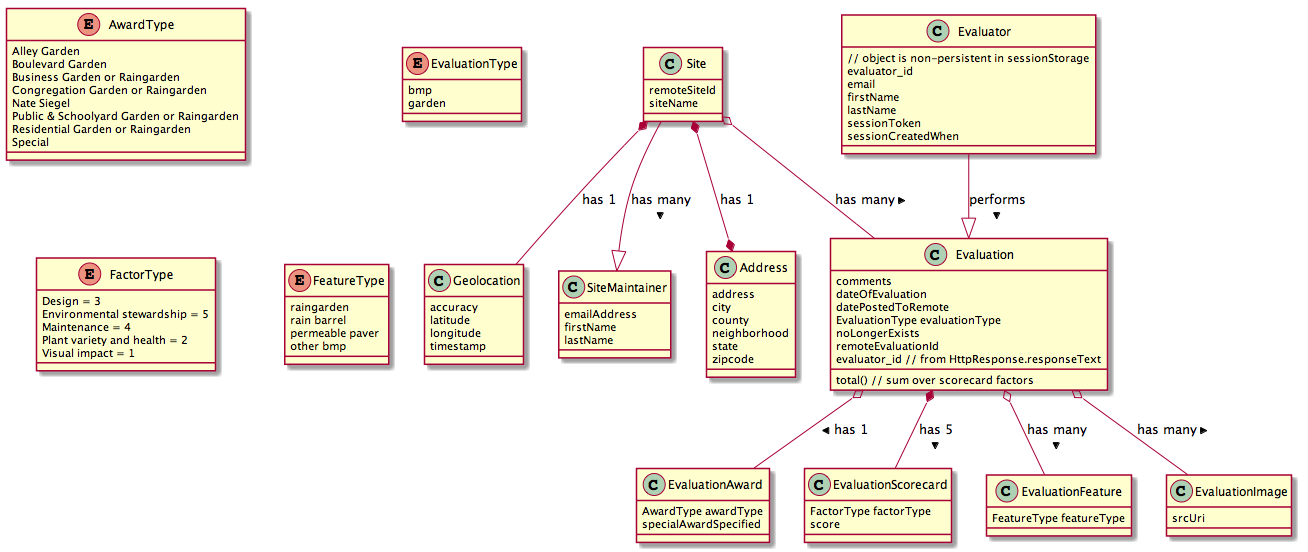 E AwardType
Alley Garden
Boulevard Garden
Business Garden or Raingarden
Congregation Garden or Raingarden
Nate Siegel
Public & Schoolyard Garden or Raingarden
Residential Garden or Raingarden
Special
E EvaluationType
bmp
garden
C Site
remoteSiteId
siteName
C Evaluator
// object is non-persistent in sessionStorage
evaluator_id
email
firstName
lastName
sessionToken
sessionCreatedWhen
has 1
has many
has 1
has many
performs
E FactorType
Design = 3
Environmental stewardship = 5
Maintenance = 4
Plant variety and health = 2
Visual impact = 1
E FeatureType
raingarden
rain barrel
permeable paver
other bmp
C Geolocation
accuracy
latitude
longitude
timestamp
C SiteMaintainer
emailAddress
firstName
lastName
C Address
address
city
county
neighborhood
state
zipcode
C Evaluation
comments
dateOfEvaluation
datePostedToRemote
EvaluationType evaluationType
noLongerExists
remoteEvaluationId
evaluator_id // from HttpResponse.responseText
total() // sum over scorecard factors
has 1
has 5
has many
has many
C EvaluationAward
AwardType awardType
specialAwardSpecified
C EvaluationScorecard
FactorType factorType
score
C EvaluationFeature
FeatureType featureType
C EvaluationImage
srcUri